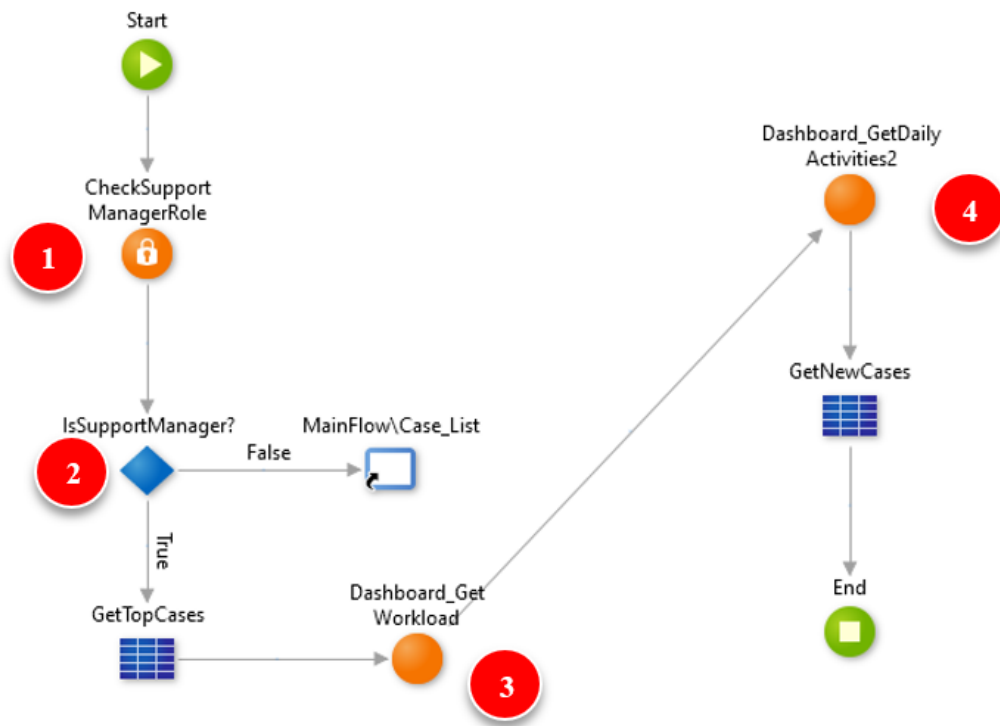 Start
CheckSupport
ManagerRole
1
IsSupportManager?
2
False
MainFlow\Case_List
True
GetTopCases
Dashboard_Get
Workload
3
Dashboard_GetDaily
Activities2
4
GetNewCases
End